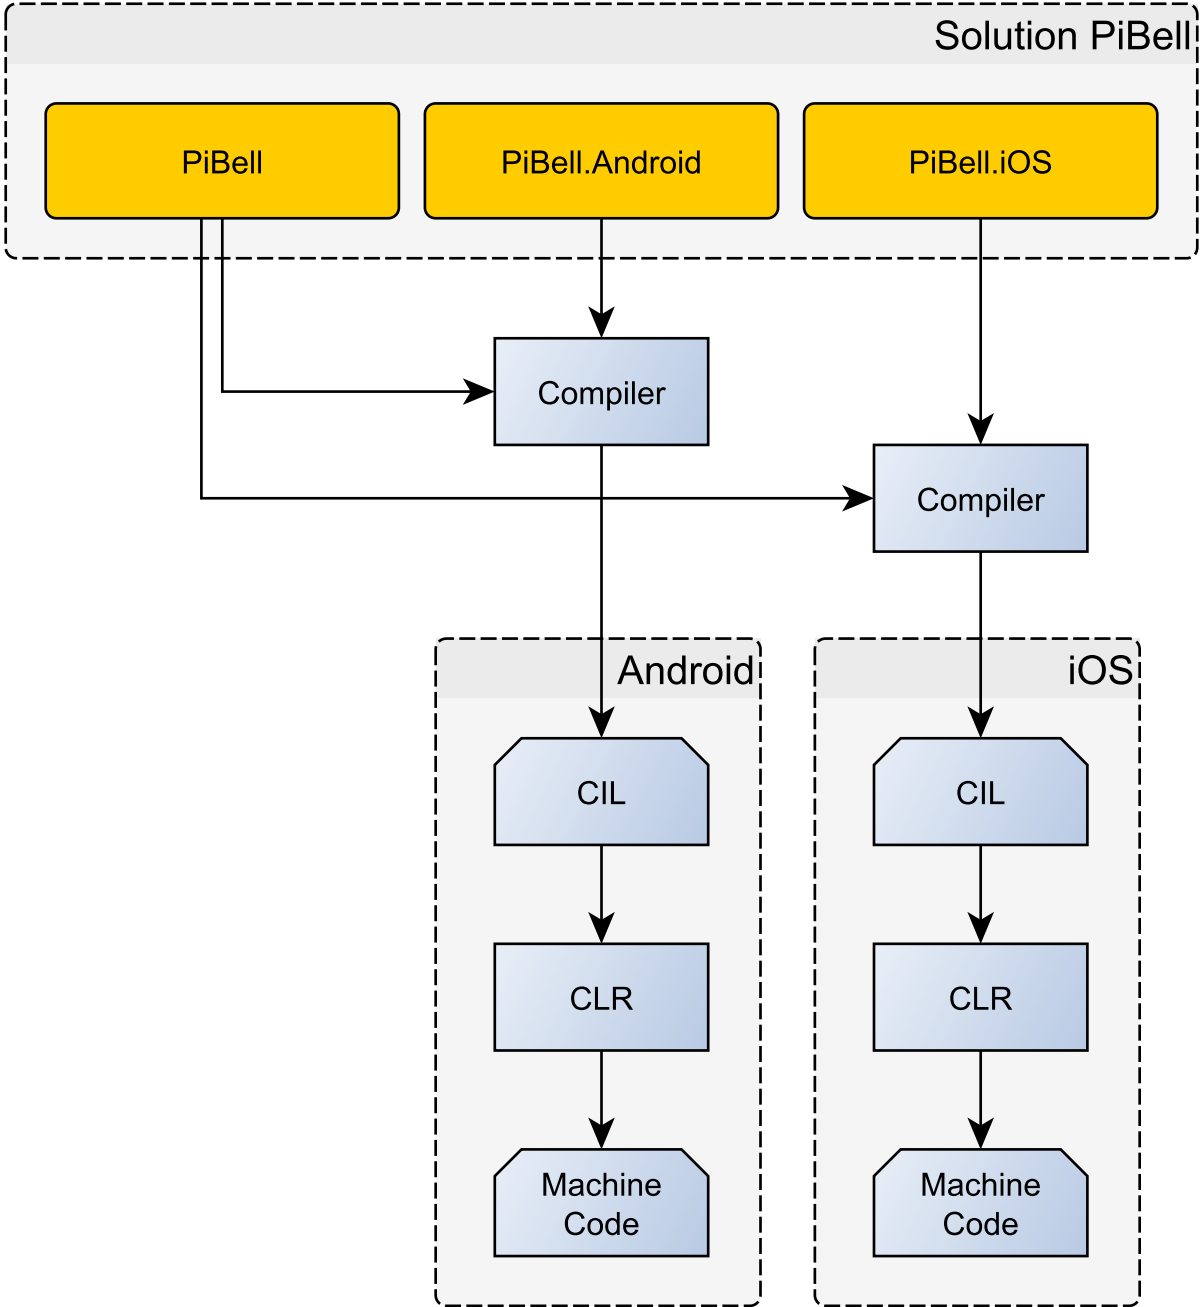 Solution PiBell
PiBell
PiBell.Android
PiBell.iOS
Compiler
Compiler
Android
iOS
CIL
CIL
CLR
CLR
Machine
Code
Machine
Code